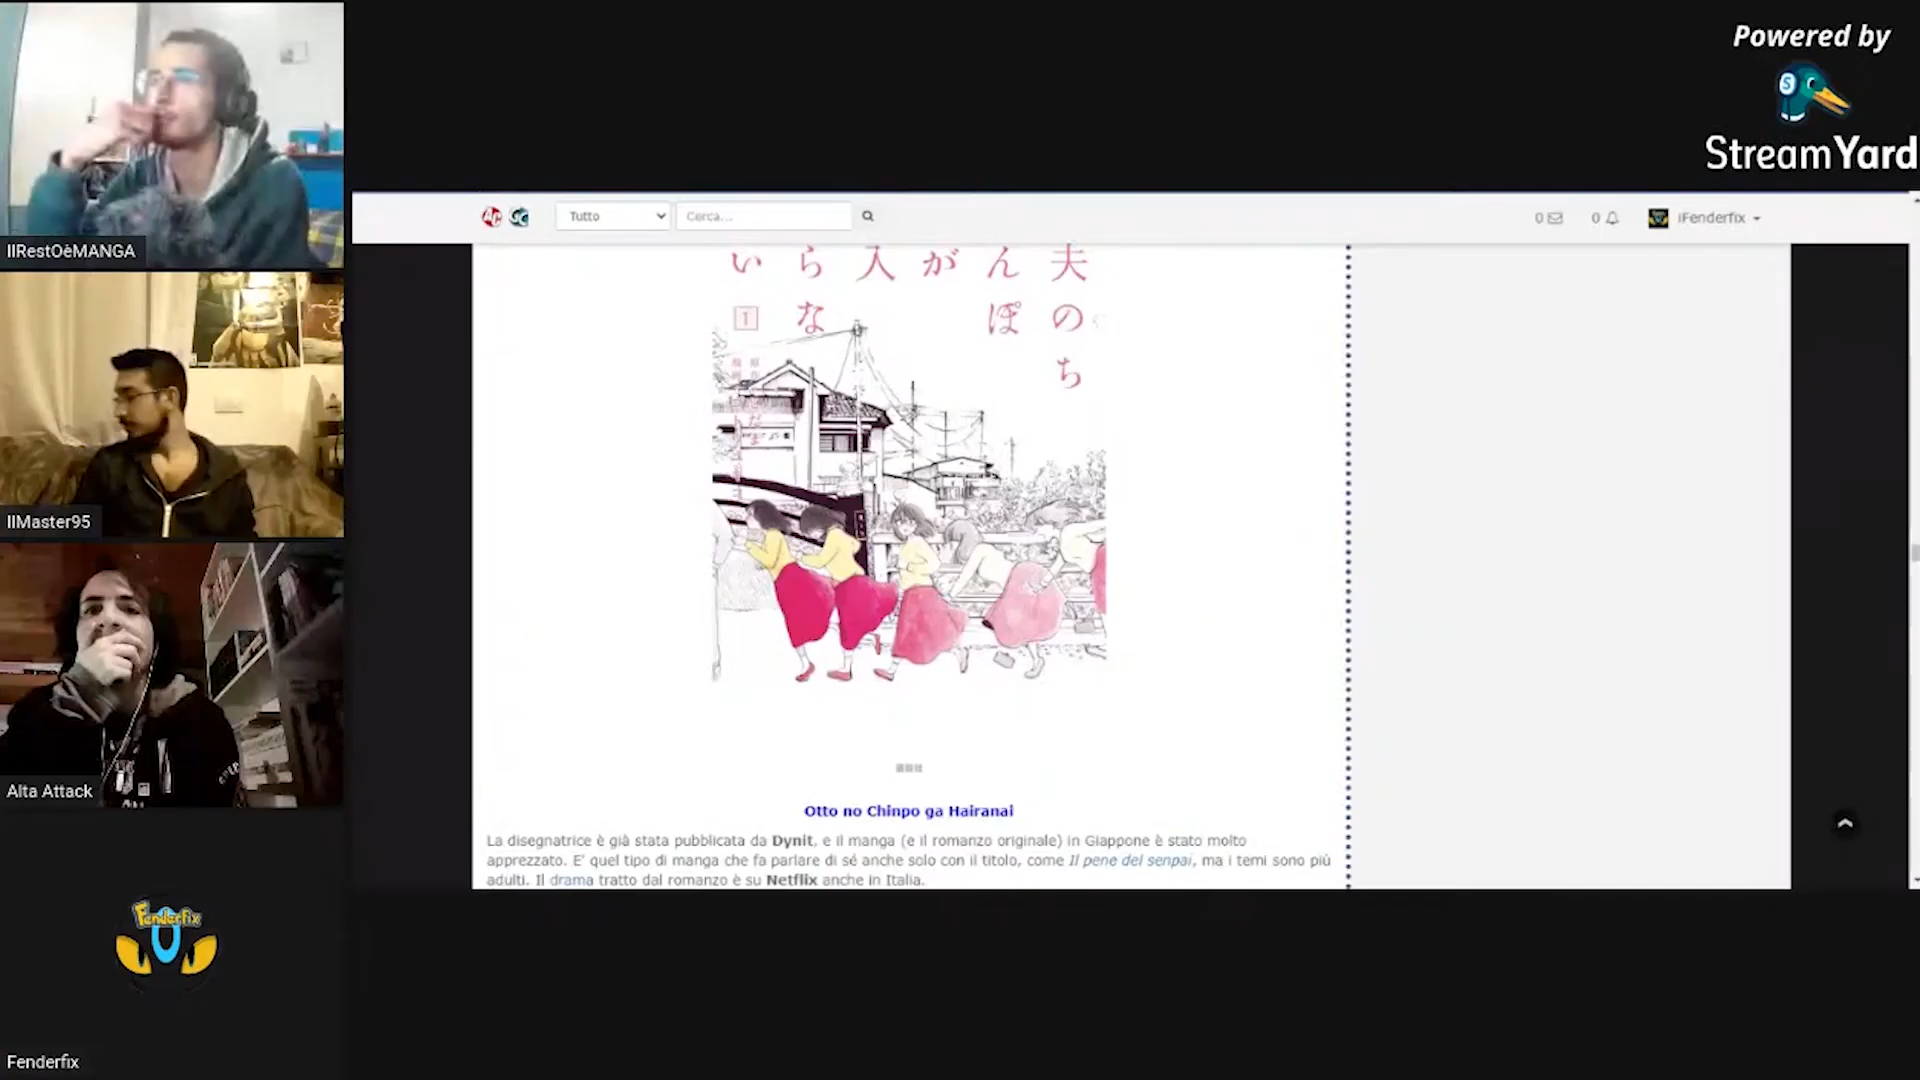 Powered by
StreamYard
IlRestOèMANGA
IlMaster95
Alta Attack
Fenderfix
Fenderfix
AC
Tutto
Cerca...
0
0
iFenderfix
夫のち
んぽ
が
入
らな
い
1
Otto no Chinpo ga Hairanai
La disegnatrice è già stata pubblicata da Dynit, e il manga (e il romanzo originale) in Giappone è stato molto
apprezzato. E' quel tipo di manga che fa parlare di sé anche solo con il titolo, come Il pene del senpai, ma i temi sono più
adulti. Il drama tratto dal romanzo è su Netflix anche in Italia.